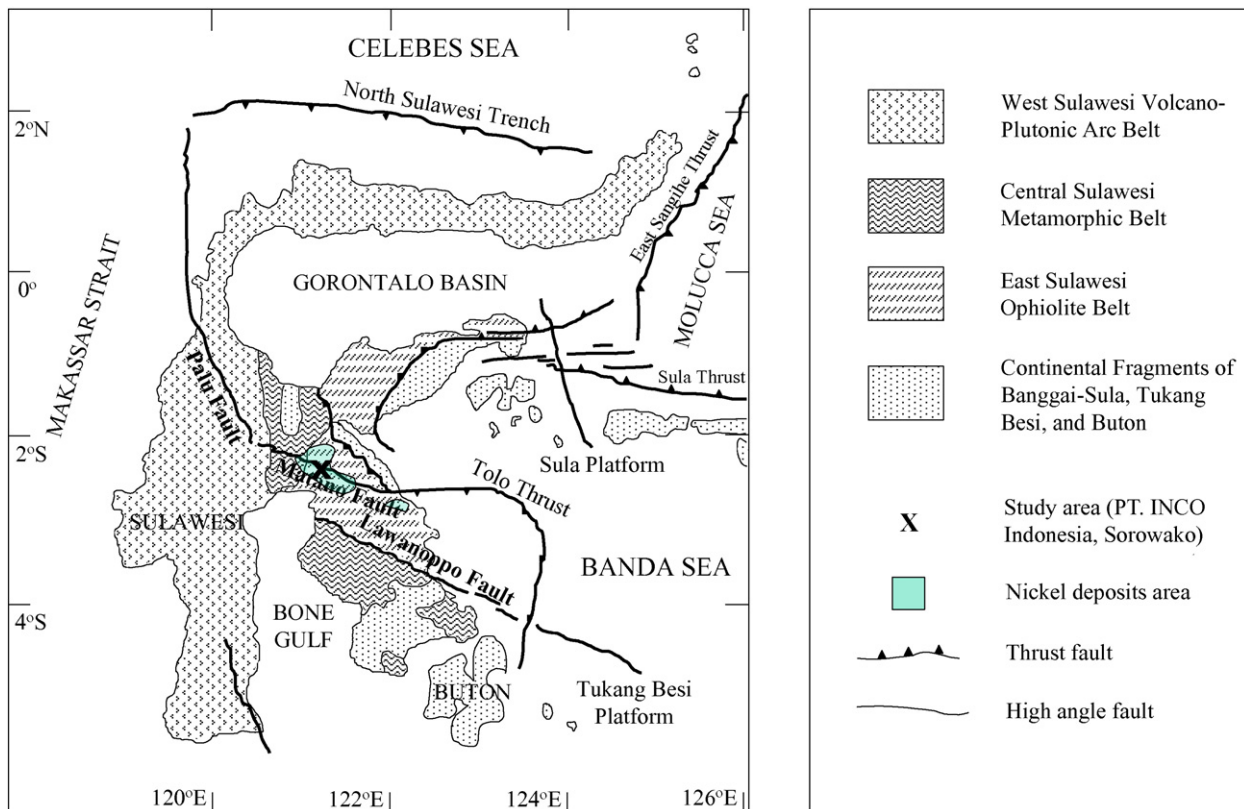 CELEBES SEA
North Sulawesi Trench
2°N
East Sangihe Thrust
MOLUCCA SEA
MAKASSAR STRAIT
0°
GORONTALO BASIN
Palu Fault
Sula Thrust
2°S
Sula Platform
Matano Fault
Tolo Thrust
SULAWESI
Lawanoppo Fault
BANDA SEA
4°S
BONE
GULF
BUTON
Tukang Besi
Platform
120°E
122°E
124°E
126°E
West Sulawesi Volcano-
Plutonic Arc Belt
Central Sulawesi
Metamorphic Belt
East Sulawesi
Ophiolite Belt
Continental Fragments of
Banggai-Sula, Tukang
Besi, and Buton
X
Study area (PT. INCO
Indonesia, Sorowako)
Nickel deposits area
Thrust fault
High angle fault